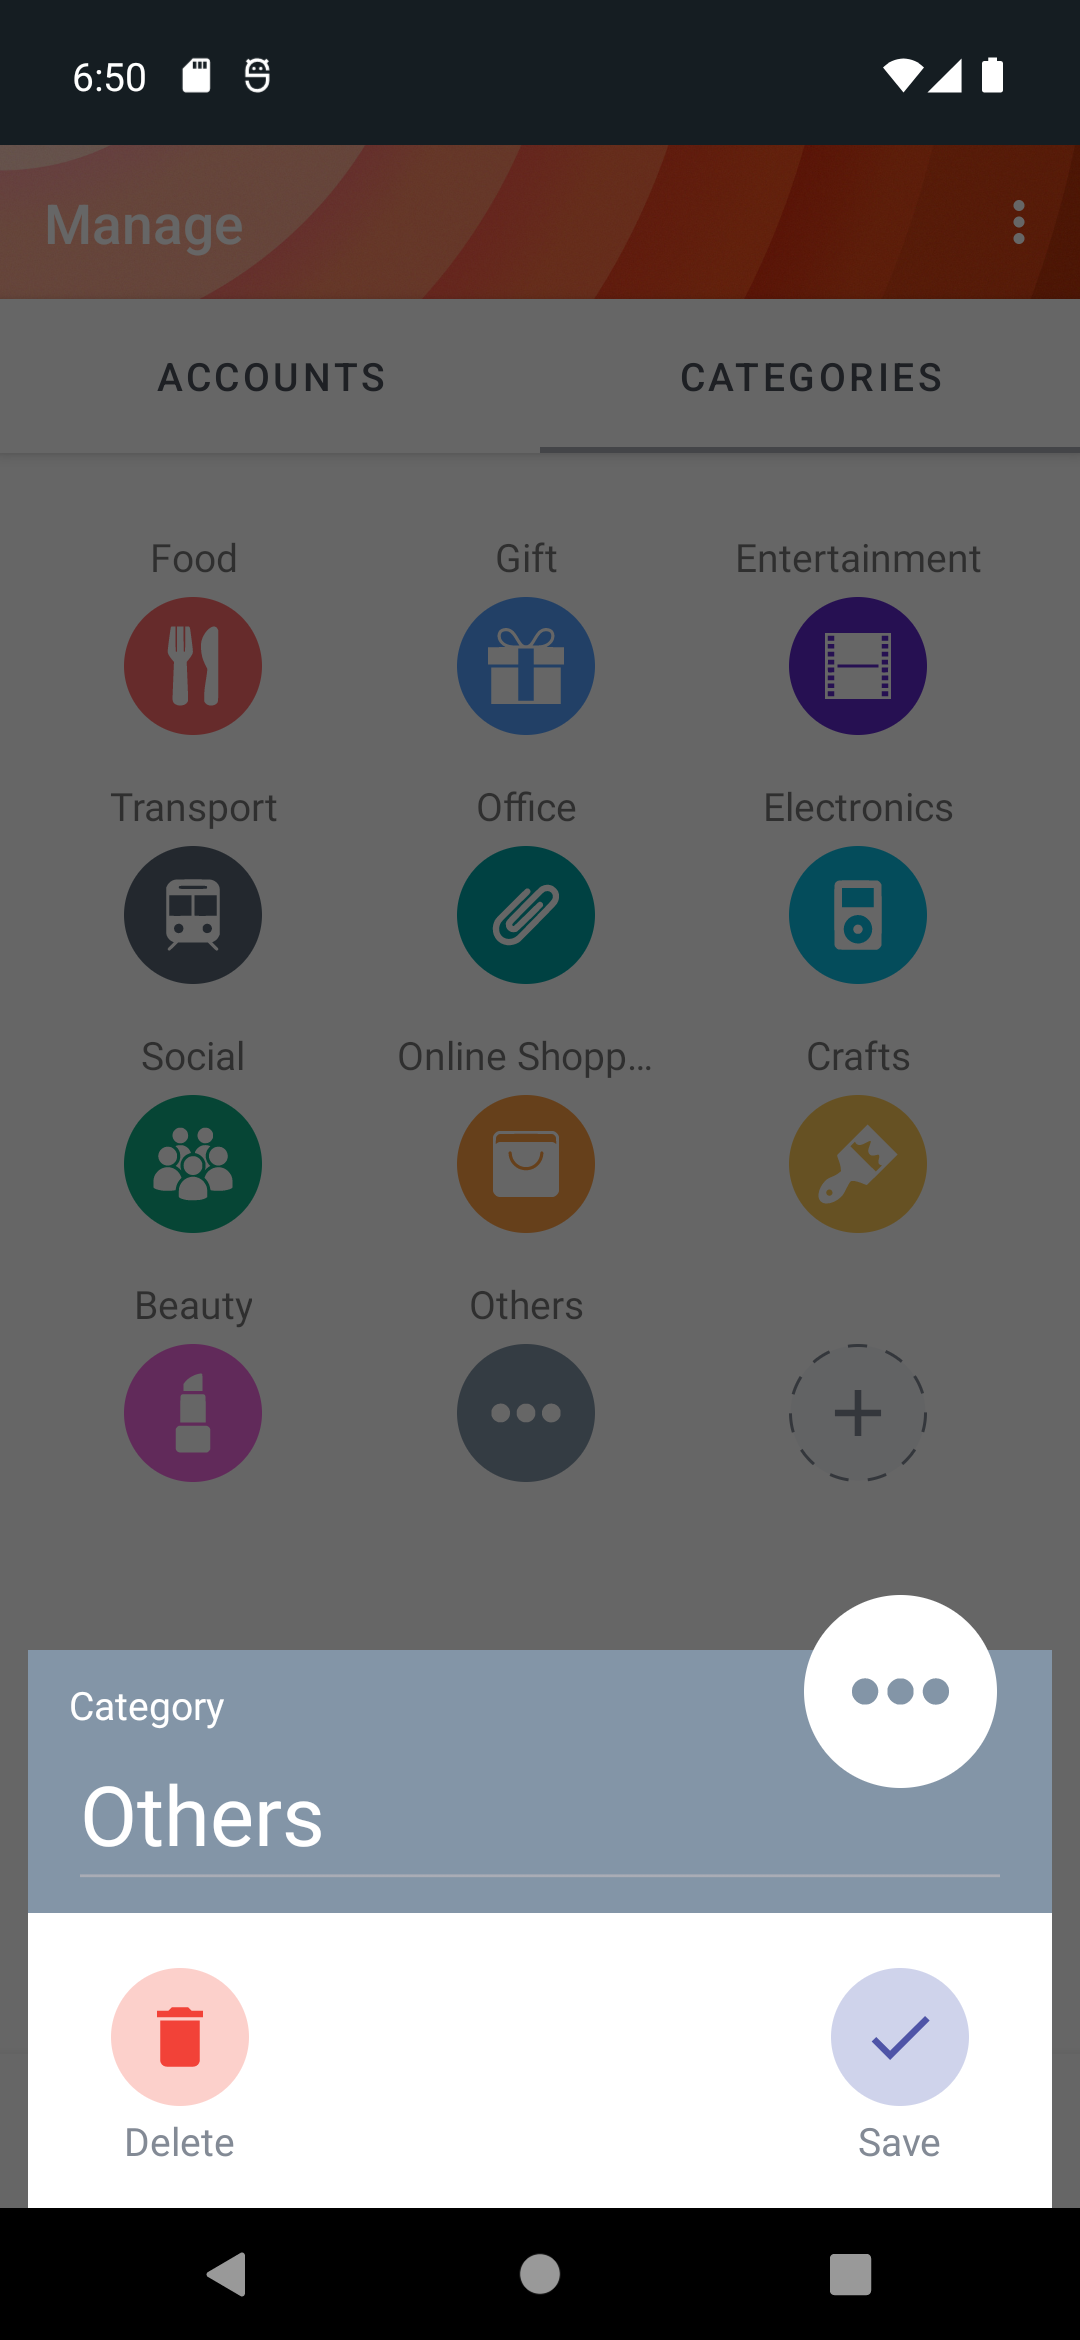 6:50
Manage
ACCOUNTS CATEGORIES
Food Gift Entertainment
Transport Office Electronics
Social Online Shopp... Crafts
Beauty Others
Category
Others
Delete Save